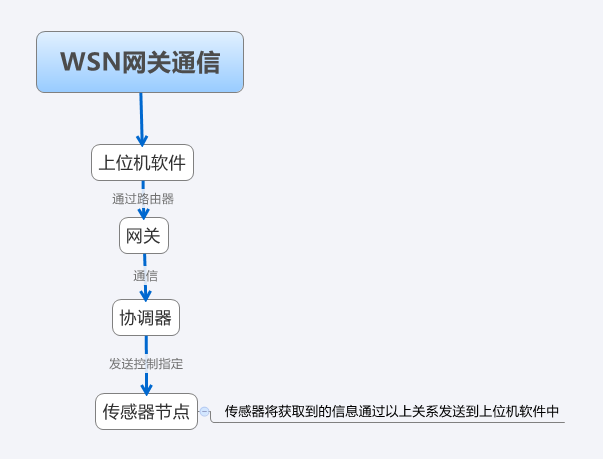 WSN网关通信
上位机软件
通过路由器
网关
通信
协调器
发送控制指定
传感器节点
传感器将获取到的信息通过以上关系发送到上位机软件中